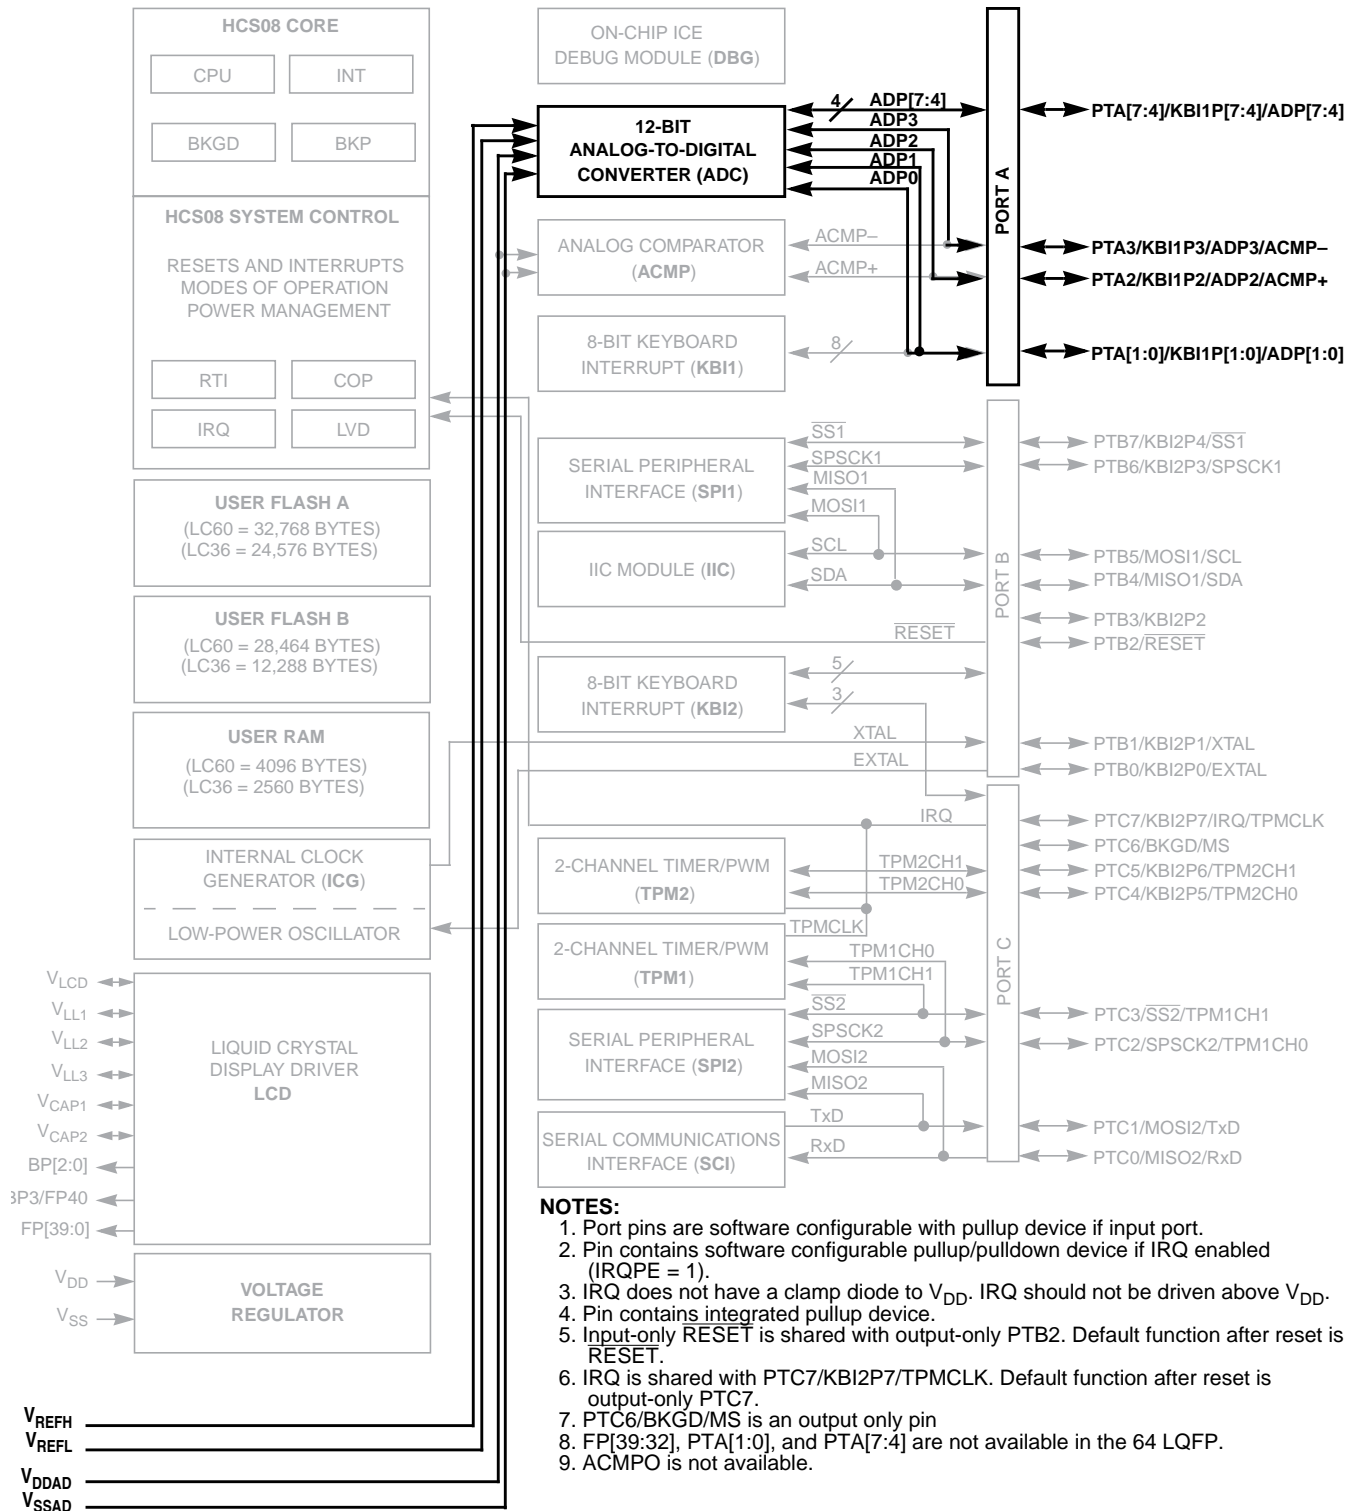 HCS08 CORE
CPU
INT
BKGD
BKP
HCS08 SYSTEM CONTROL
RESETS AND INTERRUPTS
MODES OF OPERATION
POWER MANAGEMENT
RTI
COP
IRQ
LVD
USER FLASH A
(LC60 = 32,768 BYTES)
(LC36 = 24,576 BYTES)
USER FLASH B
(LC60 = 28,464 BYTES)
(LC36 = 12,288 BYTES)
USER RAM
(LC60 = 4096 BYTES)
(LC36 = 2560 BYTES)
INTERNAL CLOCK
GENERATOR (ICG)
LOW-POWER OSCILLATOR
VLCD
VLL1
VLL2
VLL3
VCAP1
VCAP2
BP[2:0]
3P3/FP40
FP[39:0]
LIQUID CRYSTAL
DISPLAY DRIVER
LCD
VDD
VSS
VOLTAGE
REGULATOR
VREFH
VREFL
VDDAD
VSSAD
ON-CHIP ICE
DEBUG MODULE (DBG)
12-BIT
ANALOG-TO-DIGITAL
CONVERTER (ADC)
4
ADP[7:4]
ADP3
ADP2
ADP1
ADP0
ANALOG COMPARATOR
(ACMP)
ACMP–
ACMP+
8-BIT KEYBOARD
INTERRUPT (KBI1)
8
SERIAL PERIPHERAL
INTERFACE (SPI1)
SS1
SPSCK1
MISO1
MOSI1
IIC MODULE (IIC)
SCL
SDA
RESET
8-BIT KEYBOARD
INTERRUPT (KBI2)
5
3
XTAL
EXTAL
IRQ
2-CHANNEL TIMER/PWM
(TPM2)
TPM2CH1
TPM2CH0
TPMCLK
2-CHANNEL TIMER/PWM
(TPM1)
TPM1CH0
TPM1CH1
SERIAL PERIPHERAL
INTERFACE (SPI2)
SS2
SPSCK2
MOSI2
MISO2
SERIAL COMMUNICATIONS
INTERFACE (SCI)
TxD
RxD
PORT A
PTA[7:4]/KBI1P[7:4]/ADP[7:4]
PTA3/KBI1P3/ADP3/ACMP–
PTA2/KBI1P2/ADP2/ACMP+
PTA[1:0]/KBI1P[1:0]/ADP[1:0]
PORT B
PTB7/KBI2P4/SS1
PTB6/KBI2P3/SPSCK1
PTB5/MOSI1/SCL
PTB4/MISO1/SDA
PTB3/KBI2P2
PTB2/RESET
PTB1/KBI2P1/XTAL
PTB0/KBI2P0/EXTAL
PORT C
PTC7/KBI2P7/IRQ/TPMCLK
PTC6/BKGD/MS
PTC5/KBI2P6/TPM2CH1
PTC4/KBI2P5/TPM2CH0
PTC3/SS2/TPM1CH1
PTC2/SPSCK2/TPM1CH0
PTC1/MOSI2/TxD
PTC0/MISO2/RxD
NOTES:
1. Port pins are software configurable with pullup device if input port.
2. Pin contains software configurable pullup/pulldown device if IRQ enabled
(IRQPE = 1).
3. IRQ does not have a clamp diode to VDD. IRQ should not be driven above VDD.
4. Pin contains integrated pullup device.
5. Input-only RESET is shared with output-only PTB2. Default function after reset is
RESET.
6. IRQ is shared with PTC7/KBI2P7/TPMCLK. Default function after reset is
output-only PTC7.
7. PTC6/BKGD/MS is an output only pin
8. FP[39:32], PTA[1:0], and PTA[7:4] are not available in the 64 LQFP.
9. ACMPO is not available.